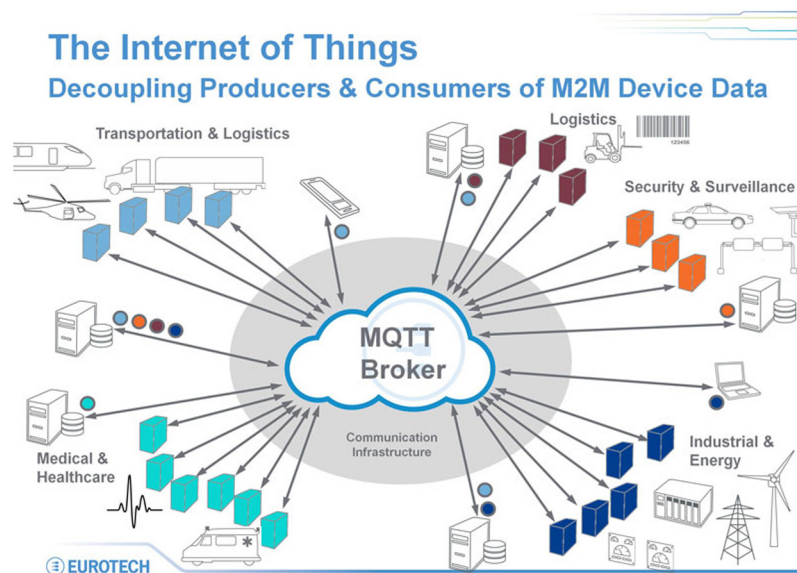 The Internet of Things
Decoupling Producers & Consumers of M2M Device Data
Transportation & Logistics
Logistics
123456
Security & Surveillance
MQTT
Broker
Communication
Infrastructure
Medical &
Healthcare
Industrial &
Energy
EUROTECH